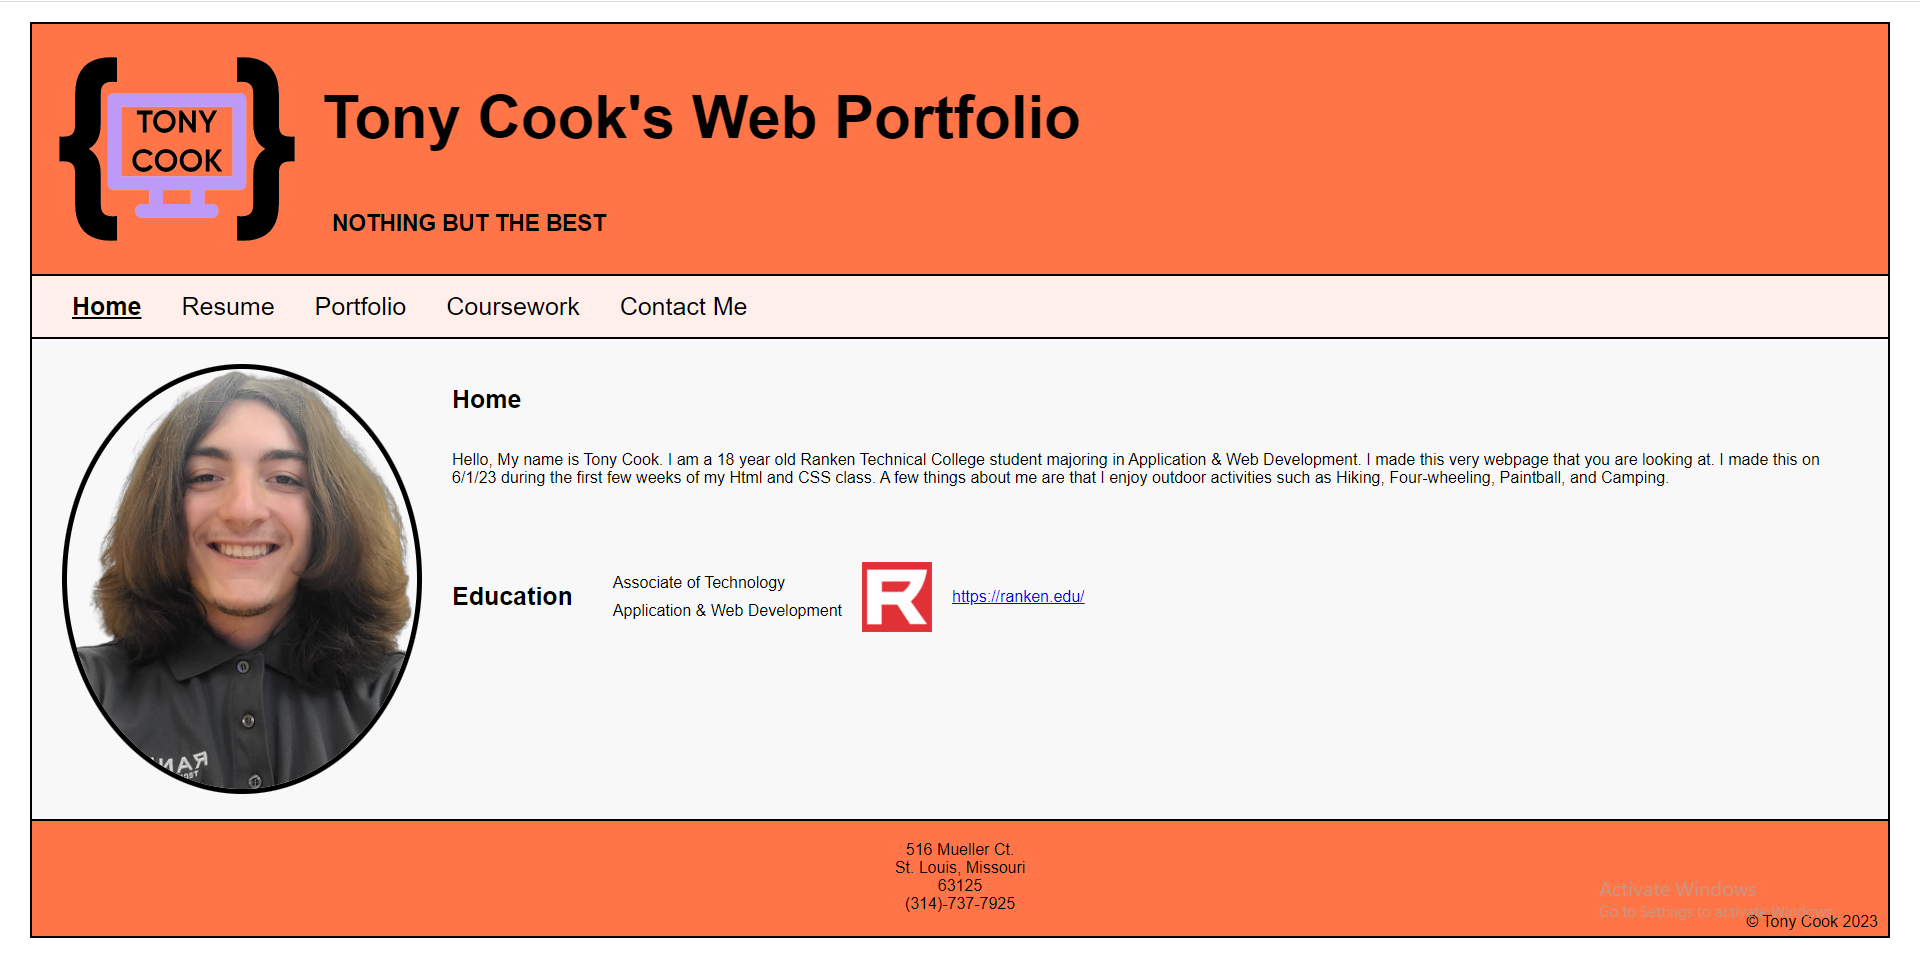 TONY
COOK
Tony Cook's Web Portfolio
NOTHING BUT THE BEST
Home Resume Portfolio Coursework Contact Me
Home
Hello, My name is Tony Cook. I am a 18 year old Ranken Technical College student majoring in Application & Web Development. I made this very webpage that you are looking at. I made this on
6/1/23 during the first few weeks of my Html and CSS class. A few things about me are that I enjoy outdoor activities such as Hiking, Four-wheeling, Paintball, and Camping.
Education
Associate of Technology
Application & Web Development
R
https://ranken.edu/
516 Mueller Ct.
St. Louis, Missouri
63125
(314)-737-7925
Activate Windows
Go to Settings to activate Windows.
© Tony Cook 2023